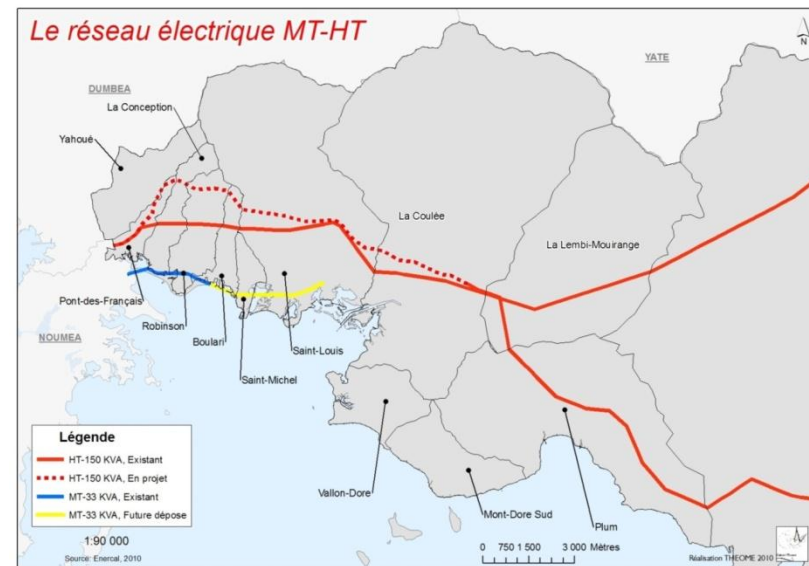 Le réseau électrique MT-HT
N
YATE
DUMBEA
La Conception
Yahoué
La Coulée
La Lembi-Mouirange
Pont-des-Français
Robinson
Boulari
Saint-Louis
NOUMEA
Saint-Michel
Légende
HT-150 KVA, Existant
HT-150 KVA, En projet
MT-33 KVA, Existant
MT-33 KVA, Future dépose
Vallon-Dore
Mont-Dore Sud
Plum
1:90 000
0 750 1 500 3 000 Mètres
Source: Enercal, 2010
Réalisation THEOME 2010